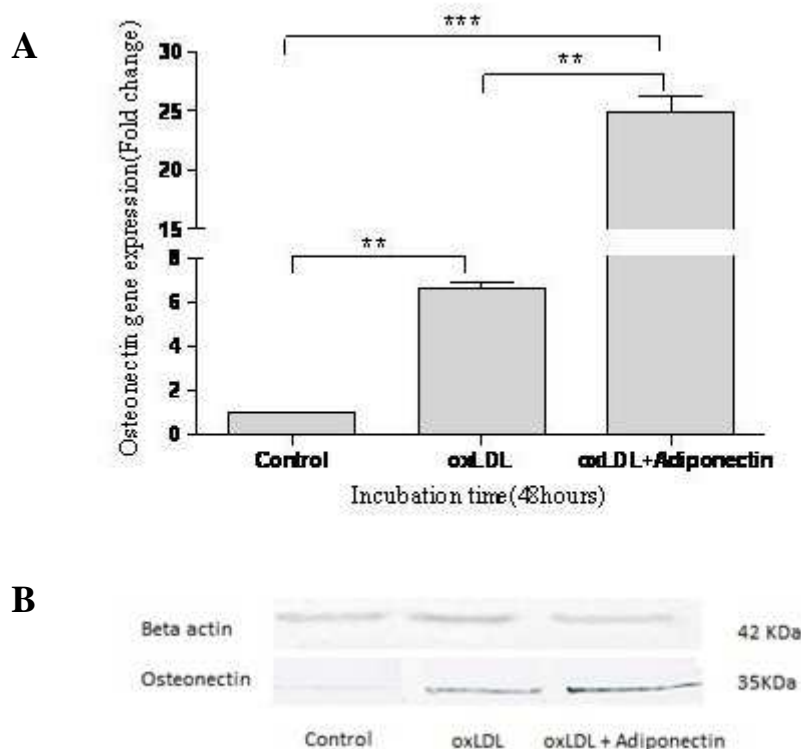 A
Osteonectin gene expression(Fold change)
***
**
**
30
25
20
15
8
6
4
2
0
Control oxLDL oxLDL+Adiponectin
Incubation time(48hours)
B
Beta actin 42 KDa
Osteonectin 35KDa
Control oxLDL oxLDL + Adiponectin